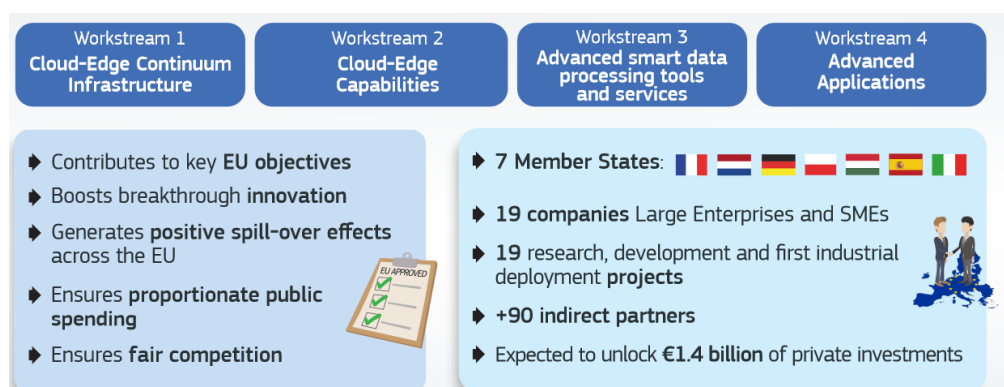 Workstream 1
Cloud-Edge Continuum
Infrastructure
Workstream 2
Cloud-Edge
Capabilities
Workstream 3
Advanced smart data
processing tools
and services
Workstream 4
Advanced
Applications
Contributes to key EU objectives
Boosts breakthrough innovation
Generates positive spill-over effects
across the EU
Ensures proportionate public
spending
Ensures fair competition
EU APPROVED
7 Member States:
19 companies Large Enterprises and SMEs
19 research, development and first industrial
deployment projects
+90 indirect partners
Expected to unlock €1.4 billion of private investments